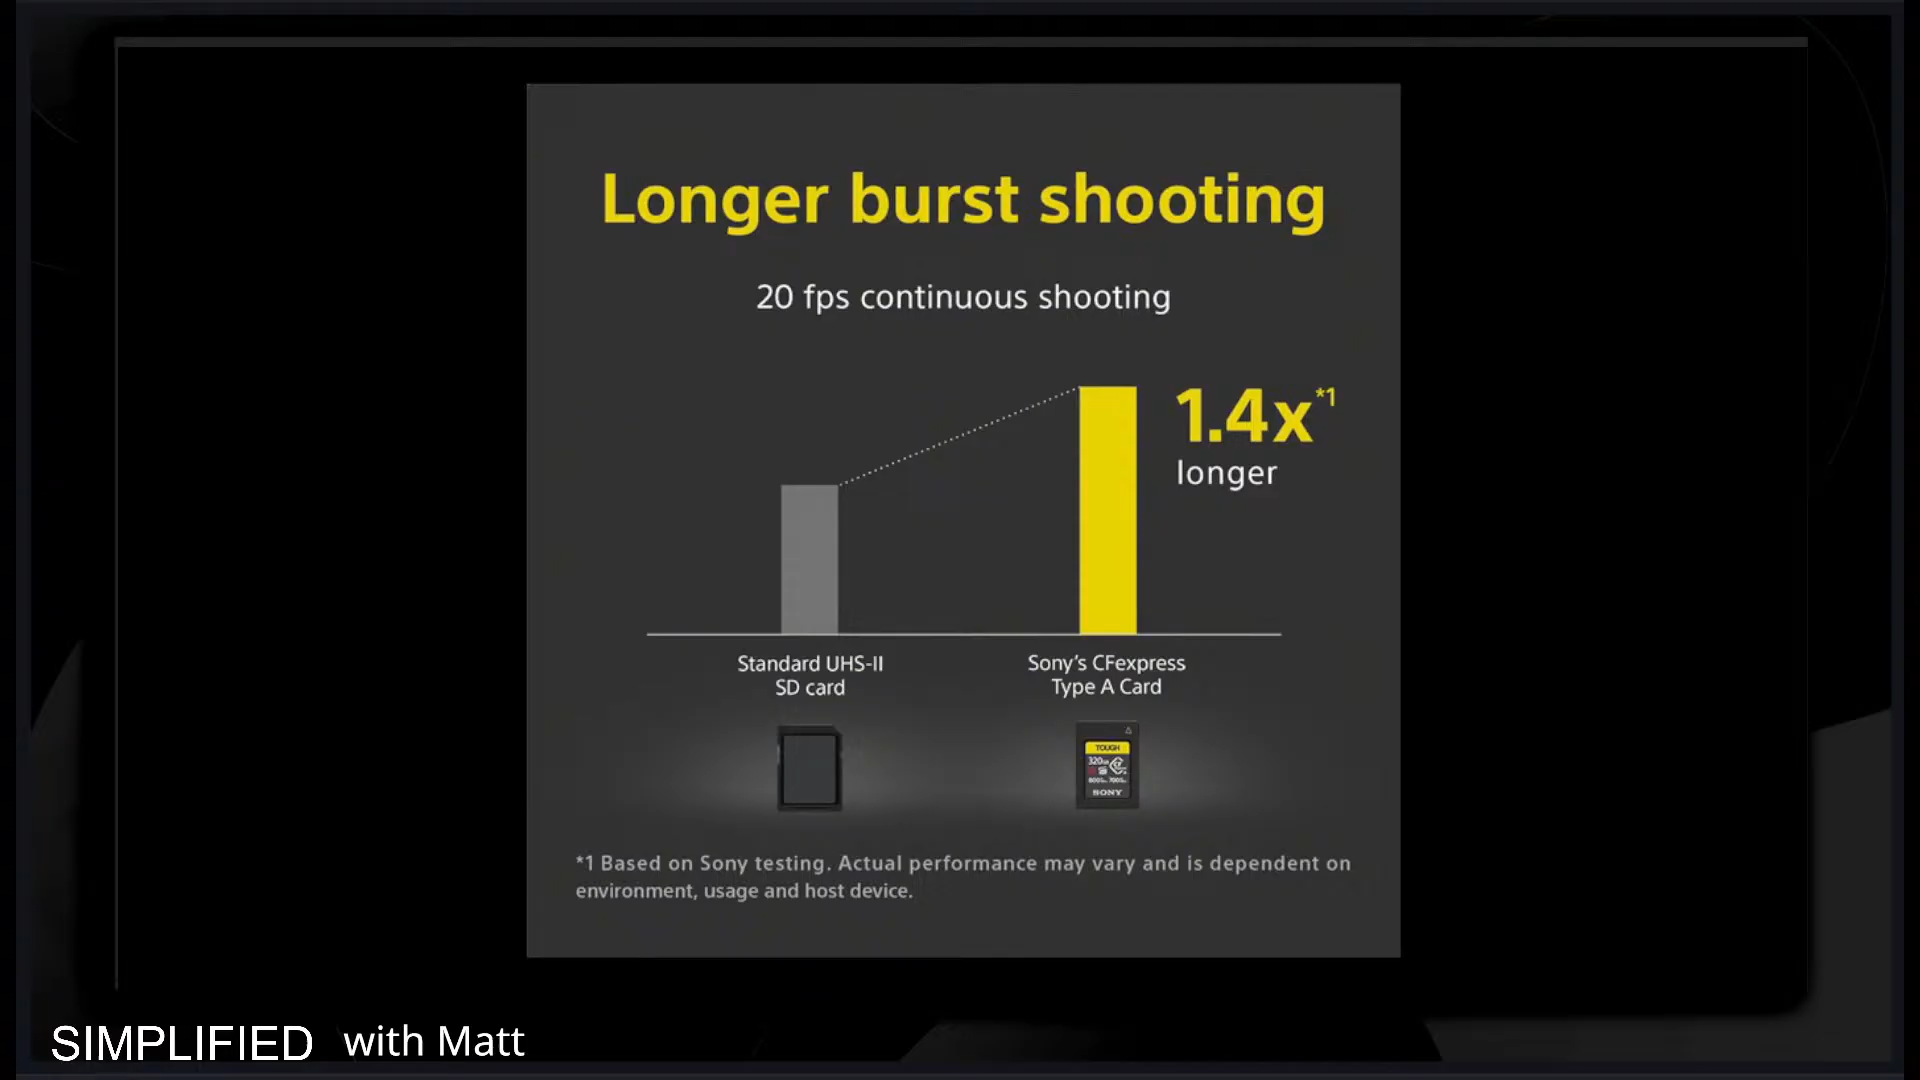 Longer burst shooting
20 fps continuous shooting
1.4x*1
longer
Standard UHS-II
SD card
Sony's CFexpress
Type A Card
TOUGH
320GB
SONY
*1 Based on Sony testing. Actual performance may vary and is dependent on
environment, usage and host device.
SIMPLIFIED with Matt